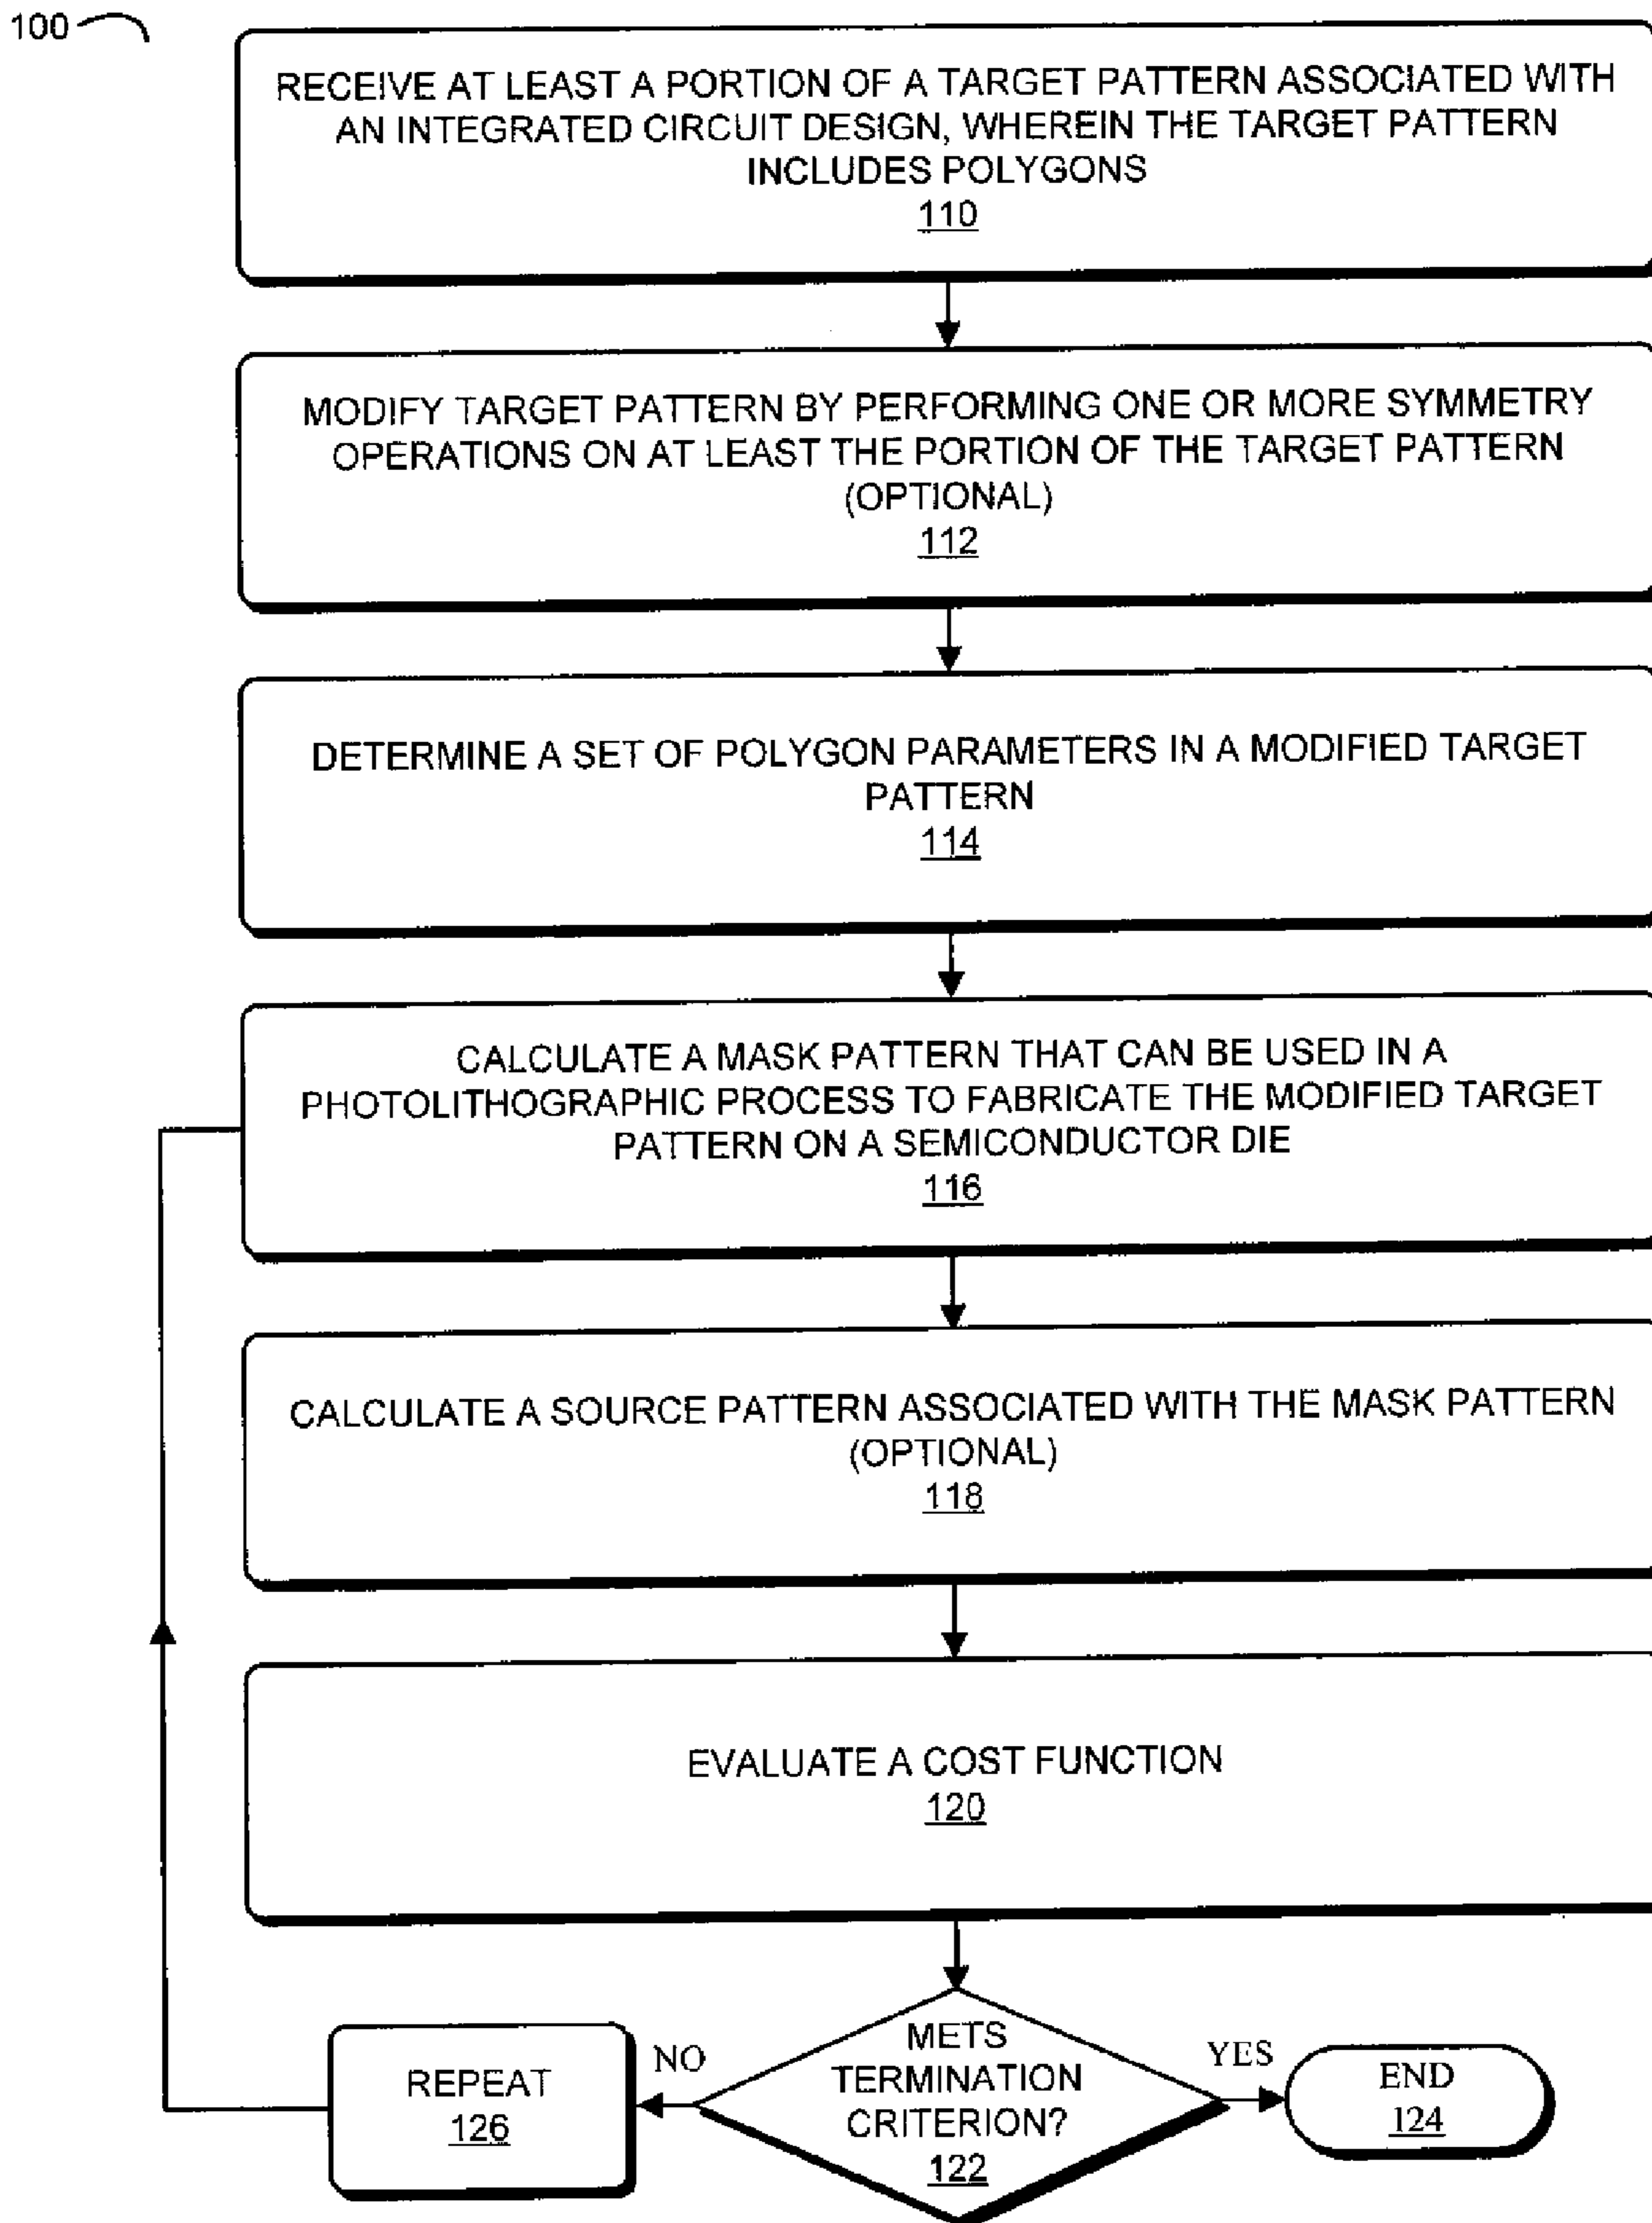 100
RECEIVE AT LEAST A PORTION OF A TARGET PATTERN ASSOCIATED WITH
AN INTEGRATED CIRCUIT DESIGN, WHEREIN THE TARGET PATTERN
INCLUDES POLYGONS
110
MODIFY TARGET PATTERN BY PERFORMING ONE OR MORE SYMMETRY
OPERATIONS ON AT LEAST THE PORTION OF THE TARGET PATTERN
(OPTIONAL)
112
DETERMINE A SET OF POLYGON PARAMETERS IN A MODIFIED TARGET
PATTERN
114
CALCULATE A MASK PATTERN THAT CAN BE USED IN A
PHOTOLITHOGRAPHIC PROCESS TO FABRICATE THE MODIFIED TARGET
PATTERN ON A SEMICONDUCTOR DIE
116
CALCULATE A SOURCE PATTERN ASSOCIATED WITH THE MASK PATTERN
(OPTIONAL)
118
EVALUATE A COST FUNCTION
120
METS
TERMINATION
CRITERION?
122
NO
YES
REPEAT
126
END
124